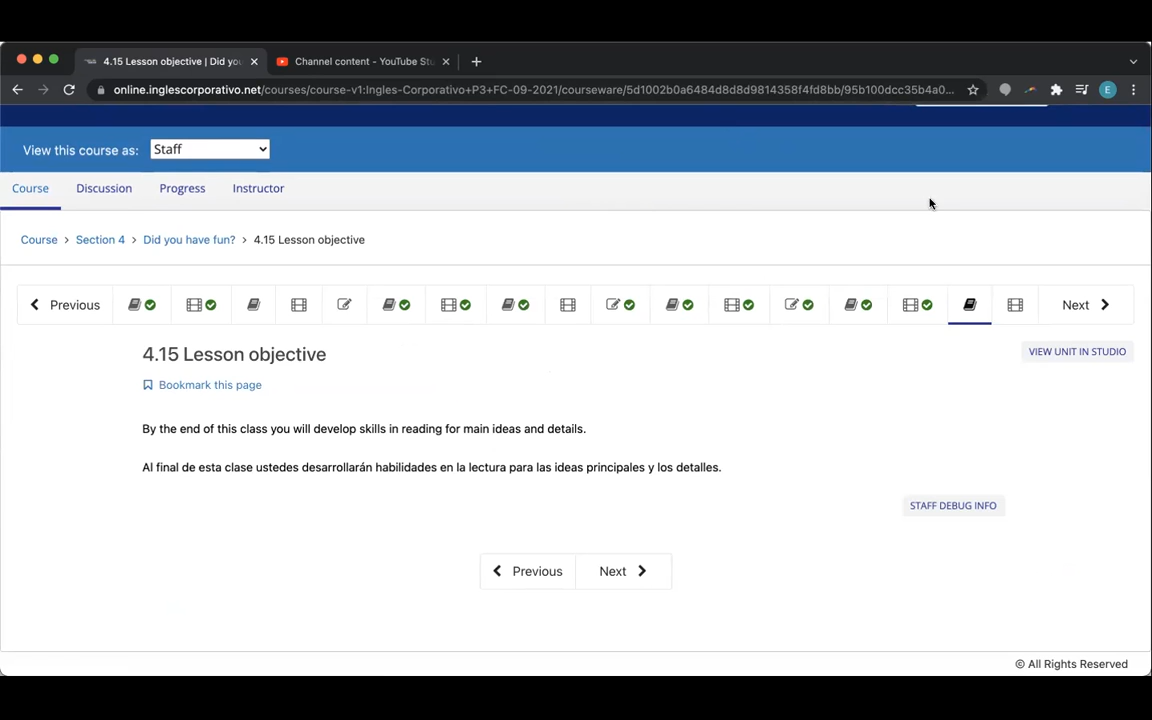 4.15 Lesson objective | Did you
Channel content - YouTube Stu
online.inglescorporativo.net/courses/course-v1:Ingles-Corporativo+P3+FC-09-2021/courseware/5d1002b0a6484d8d8d9814358f4fd8bb/95b100dcc35b4a0...
E
View this course as: Staff
Course Discussion Progress Instructor
Course > Section 4 > Did you have fun? > 4.15 Lesson objective
Previous Next
4.15 Lesson objective
VIEW UNIT IN STUDIO
Bookmark this page
By the end of this class you will develop skills in reading for main ideas and details.
Al final de esta clase ustedes desarrollarán habilidades en la lectura para las ideas principales y los detalles.
STAFF DEBUG INFO
Previous Next
© All Rights Reserved